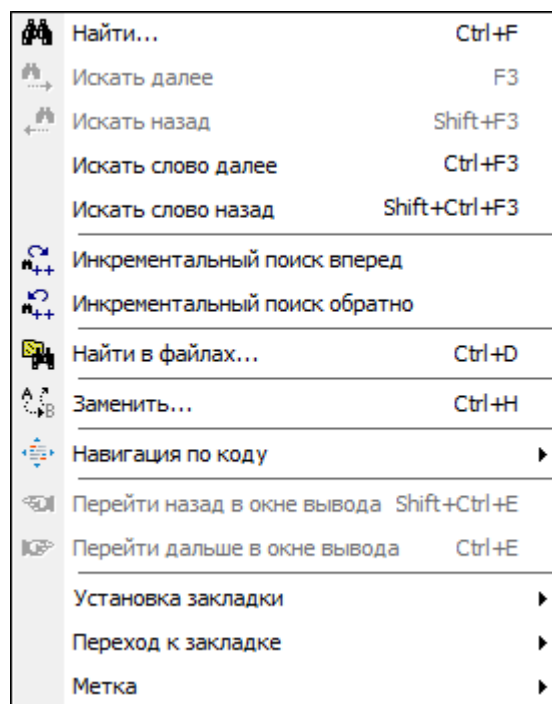 Найти... Ctrl+F
Искать далее F3
Искать назад Shift+F3
Искать слово далее Ctrl+F3
Искать слово назад Shift+Ctrl+F3
Инкрементальный поиск вперед
Инкрементальный поиск обратно
Найти в файлах... Ctrl+D
Заменить... Ctrl+H
Навигация по коду
Перейти назад в окне вывода Shift+Ctrl+E
Перейти дальше в окне вывода Ctrl+E
Установка закладки
Переход к закладке
Метка